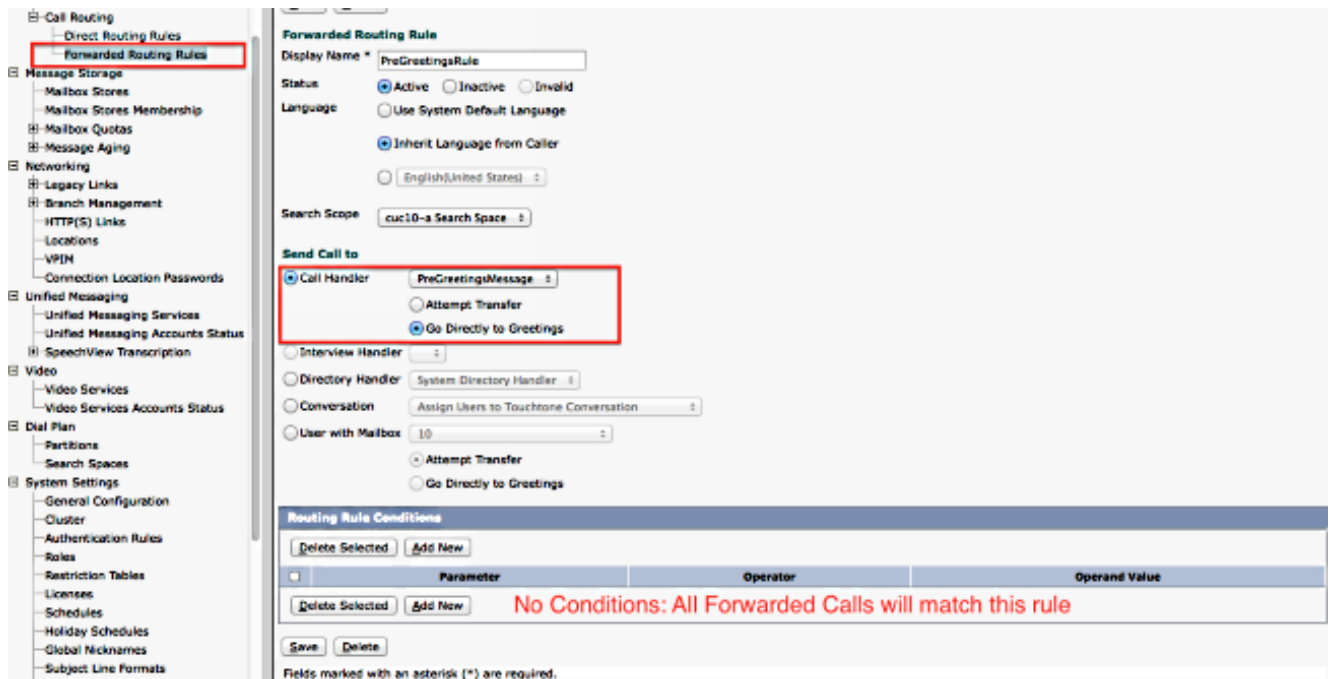 Call Routing
Direct Routing Rules
Forwarded Routing Rules
Message Storage
Mailbox Stores
Mailbox Stores Membership
Mailbox Quotas
Message Aging
Networking
Legacy Links
Branch Management
HTTP(S) Links
Locations
VPIM
Connection Location Passwords
Unified Messaging
Unified Messaging Services
Unified Messaging Accounts Status
SpeechView Transcription
Video
Video Services
Video Services Accounts Status
Dial Plan
Partitions
Search Spaces
System Settings
General Configuration
Cluster
Authentication Rules
Roles
Restriction Tables
Licenses
Schedules
Holiday Schedules
Global Nicknames
Subject Line Formats
Forwarded Routing Rule
Display Name * PreGreetingsRule
Status Active Inactive Invalid
Language Use System Default Language
Inherit Language from Caller
English(United States)
Search Scope cuc10-a Search Space
Send Call to
Call Handler PreGreetingsMessage
Attempt Transfer
Go Directly to Greetings
Interview Handler
Directory Handler System Directory Handler
Conversation Assign Users to Touchtone Conversation
User with Mailbox 10
Attempt Transfer
Go Directly to Greetings
Routing Rule Conditions
Delete Selected Add New
Parameter Operator Operand Value
Delete Selected Add New No Conditions: All Forwarded Calls will match this rule
Save Delete
Fields marked with an asterisk (*) are required.